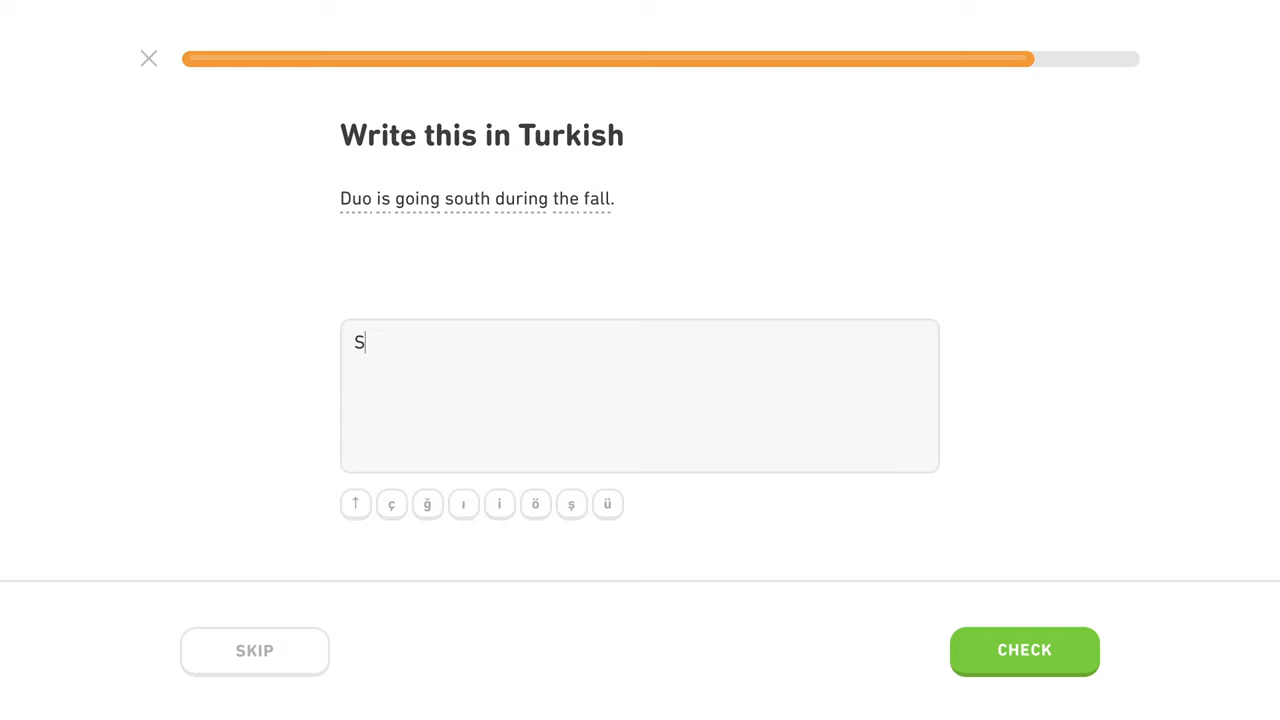 Write this in Turkish
Duo is going south during the fall.
S
↑ ç ğ ı i ö ş ü
SKIP
CHECK